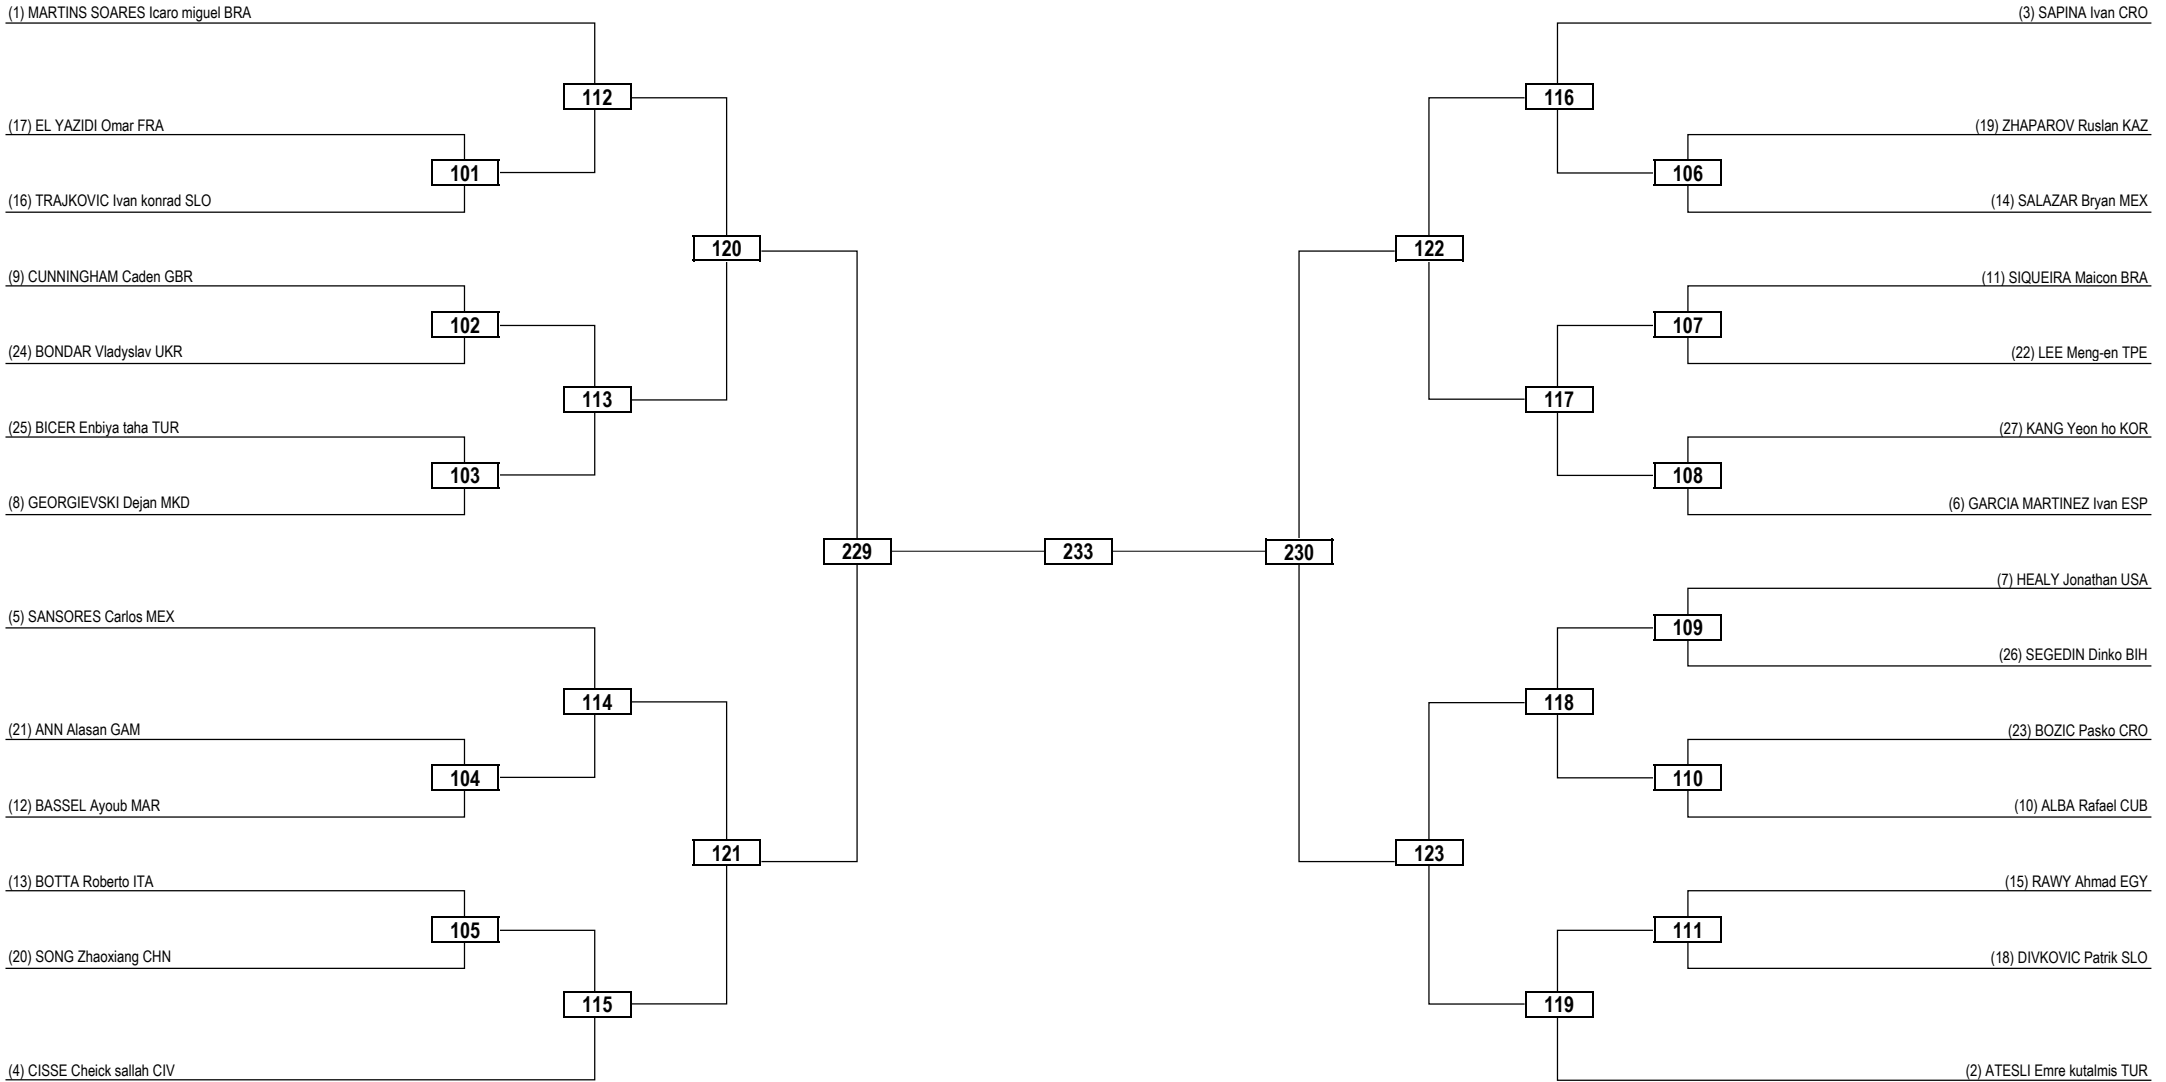 (1) MARTINS SOARES Icaro miguel BRA
(17) EL YAZIDI Omar FRA
(16) TRAJKOVIC Ivan konrad SLO
(9) CUNNINGHAM Caden GBR
(24) BONDAR Vladyslav UKR
(25) BICER Enbiya taha TUR
(8) GEORGIEVSKI Dejan MKD
(5) SANSORES Carlos MEX
(21) ANN Alasan GAM
(12) BASSEL Ayoub MAR
(13) BOTTA Roberto ITA
(20) SONG Zhaoxiang CHN
(4) CISSE Cheick sallah CIV
101
102
103
104
105
112
113
114
115
120
121
229
233
230
122
123
116
117
118
119
106
107
108
109
110
111
(3) SAPINA Ivan CRO
(19) ZHAPAROV Ruslan KAZ
(14) SALAZAR Bryan MEX
(11) SIQUEIRA Maicon BRA
(22) LEE Meng-en TPE
(27) KANG Yeon ho KOR
(6) GARCIA MARTINEZ Ivan ESP
(7) HEALY Jonathan USA
(26) SEGEDIN Dinko BIH
(23) BOZIC Pasko CRO
(10) ALBA Rafael CUB
(15) RAWY Ahmad EGY
(18) DIVKOVIC Patrik SLO
(2) ATESLI Emre kutalmis TUR